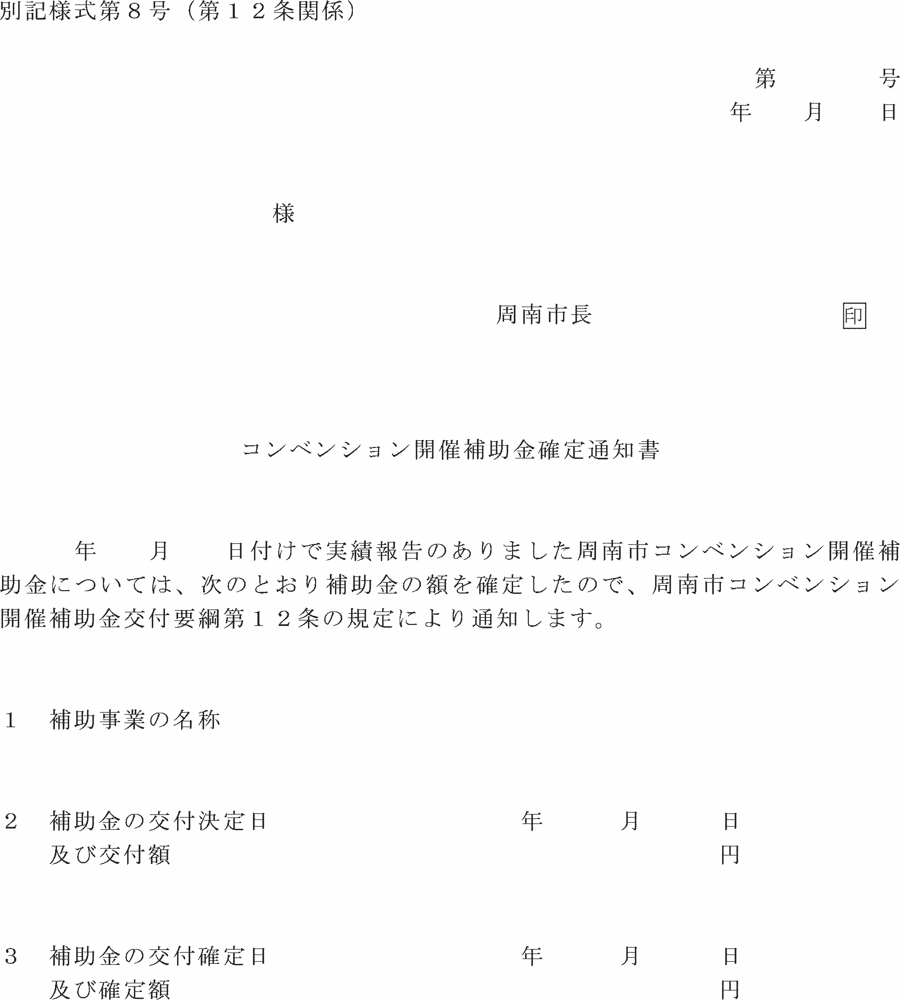 別記様式第８号（第１２条関係）
第　　　　号
年　　月　　日
様
周南市長　　　　　　　　　　印
コンベンション開催補助金確定通知書
年　　月　　日付けで実績報告のありました周南市コンベンション開催補
助金については、次のとおり補助金の額を確定したので、周南市コンベンション
開催補助金交付要綱第１２条の規定により通知します。
１　補助事業の名称
２　補助金の交付決定日　　　　　　　　　　年　　　月　　　日
及び交付額　　　　　　　　　　　　　　　　　　　　　　円
３　補助金の交付確定日　　　　　　　　　　年　　　月　　　日
及び確定額　　　　　　　　　　　　　　　　　　　　　　円